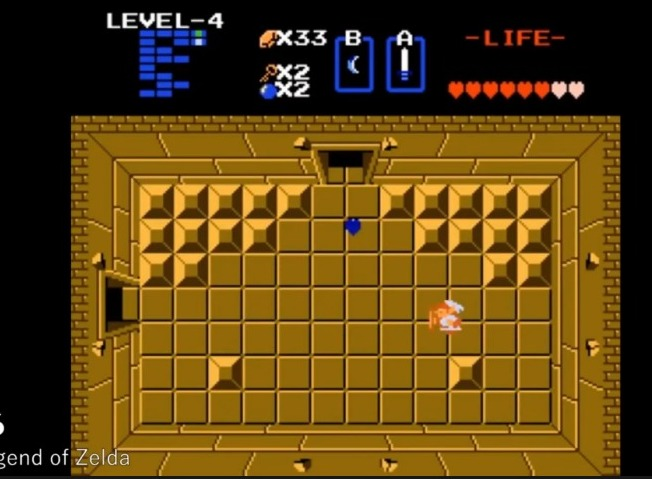 LEVEL-4
X33 B A -LIFE-
X2
X2
gend of Zelda